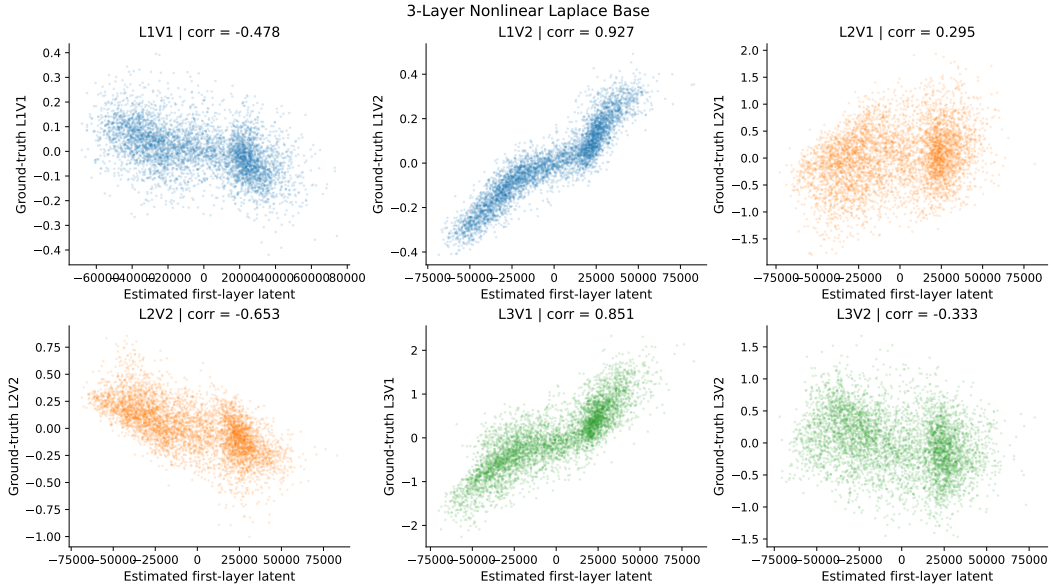 3-Layer Nonlinear Laplace Base
L1V1 | corr = -0.478
L1V2 | corr = 0.927
L2V1 | corr = 0.295
Ground-truth L1V1
0.4
0.3
0.2
0.1
0.0
−0.1
−0.2
−0.3
−0.4
−60000 −40000 −20000 0 20000 40000 60000 80000
Estimated first-layer latent
Ground-truth L1V2
0.4
0.2
0.0
−0.2
−0.4
−75000 −50000 −25000 0 25000 50000 75000
Estimated first-layer latent
Ground-truth L2V1
2.0
1.5
1.0
0.5
0.0
−0.5
−1.0
−1.5
−75000 −50000 −25000 0 25000 50000 75000
Estimated first-layer latent
L2V2 | corr = -0.653
L3V1 | corr = 0.851
L3V2 | corr = -0.333
Ground-truth L2V2
0.75
0.50
0.25
0.00
−0.25
−0.50
−0.75
−1.00
−75000 −50000 −25000 0 25000 50000 75000
Estimated first-layer latent
Ground-truth L3V1
2
1
0
−1
−2
−75000 −50000 −25000 0 25000 50000 75000
Estimated first-layer latent
Ground-truth L3V2
1.5
1.0
0.5
0.0
−0.5
−1.0
−1.5
−75000 −50000 −25000 0 25000 50000 75000
Estimated first-layer latent